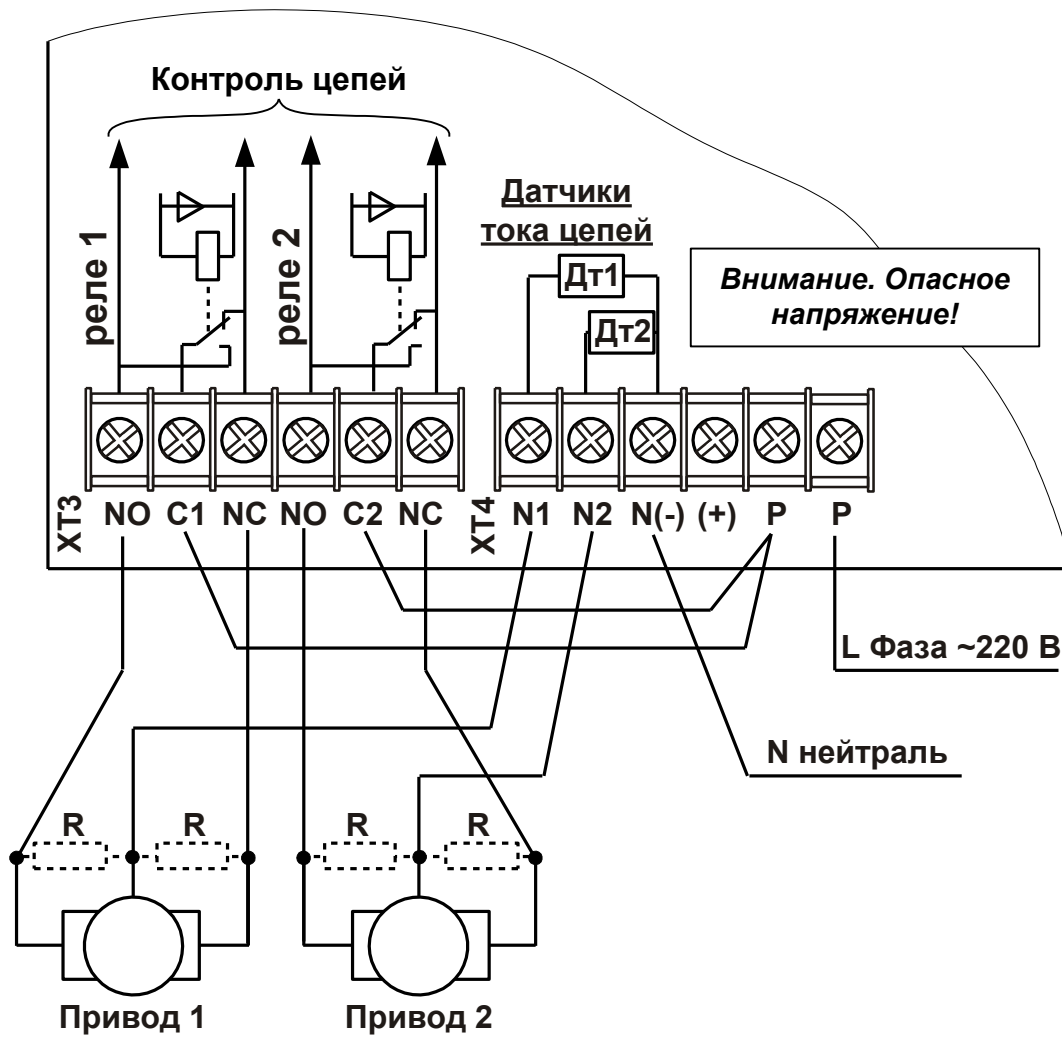 Контроль цепей
реле 1
реле 2
Датчики
тока цепей
Дт1
Дт2
Внимание. Опасное
напряжение!
XT3
NO C1 NC NO C2 NC
XT4
N1 N2 N(-) (+) P P
L Фаза ~220 В
N нейтраль
R R R R
Привод 1 Привод 2